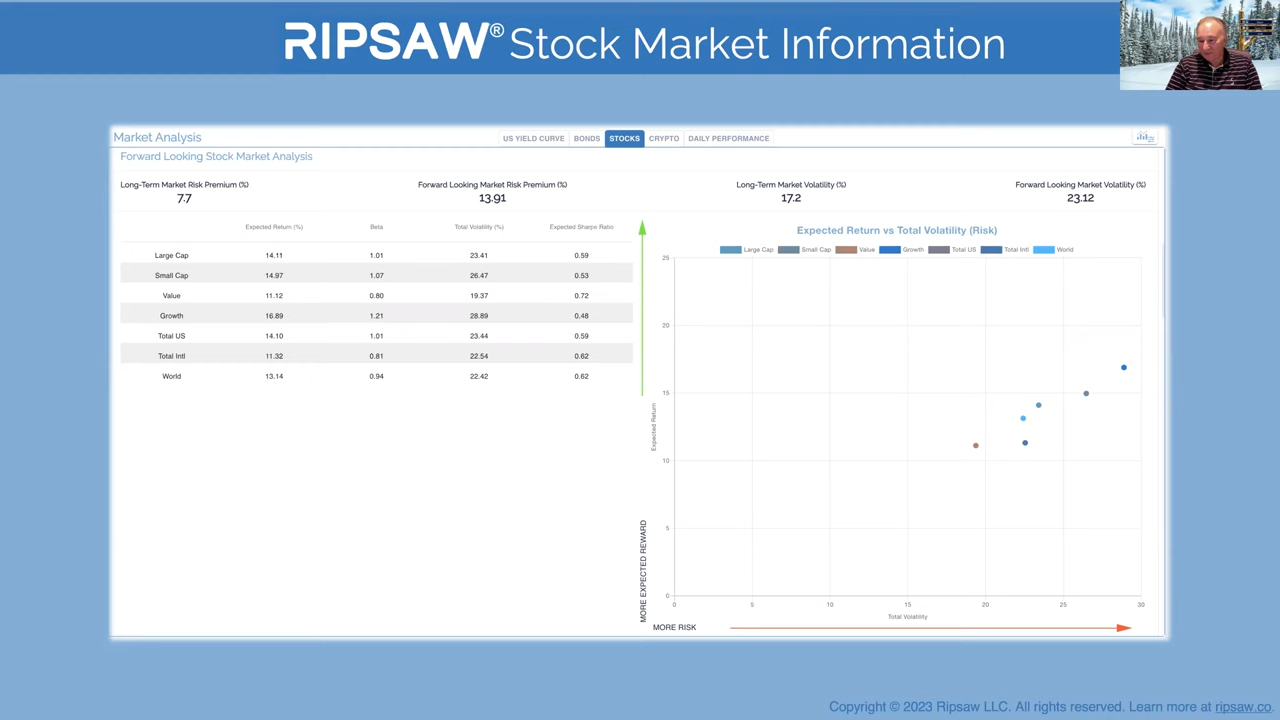 RIPSAW® Stock Market Information
Market Analysis
US YIELD CURVE BONDS STOCKS CRYPTO DAILY PERFORMANCE
Forward Looking Stock Market Analysis
Long-Term Market Risk Premium (%) Forward Looking Market Risk Premium (%) Long-Term Market Volatility (%) Forward Looking Market Volatility (%)
7.7 13.91 17.2 23.12
Expected Return (%) Beta Total Volatility (%) Expected Sharpe Ratio
Large Cap 14.11 1.01 23.41 0.59
Small Cap 14.97 1.07 26.47 0.53
Value 11.12 0.80 19.37 0.72
Growth 16.89 1.21 28.89 0.48
Total US 14.10 1.01 23.44 0.59
Total Intl 11.32 0.81 22.54 0.62
World 13.14 0.94 22.42 0.62
Expected Return vs Total Volatility (Risk)
Large Cap Small Cap Value Growth Total US Total Intl World
25
20
15
10
5
0
Expected Return
MORE EXPECTED REWARD
0 5 10 15 20 25 30
Total Volatility
MORE RISK
Copyright © 2023 Ripsaw LLC. All rights reserved. Learn more at ripsaw.co.